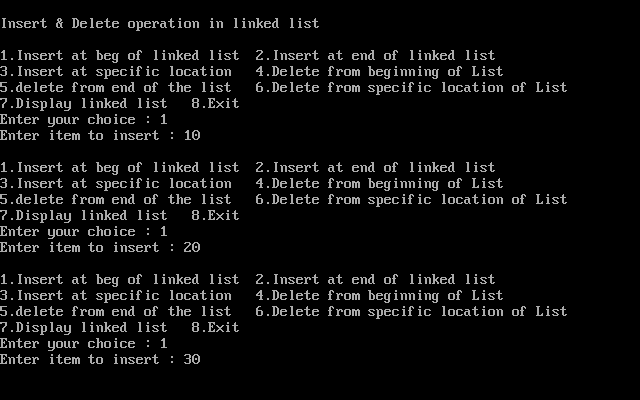 Insert & Delete operation in linked list
1.Insert at beg of linked list  2.Insert at end of linked list
3.Insert at specific location   4.Delete from beginning of List
5.delete from end of the list   6.Delete from specific location of List
7.Display linked list   8.Exit
Enter your choice : 1
Enter item to insert : 10
1.Insert at beg of linked list  2.Insert at end of linked list
3.Insert at specific location   4.Delete from beginning of List
5.delete from end of the list   6.Delete from specific location of List
7.Display linked list   8.Exit
Enter your choice : 1
Enter item to insert : 20
1.Insert at beg of linked list  2.Insert at end of linked list
3.Insert at specific location   4.Delete from beginning of List
5.delete from end of the list   6.Delete from specific location of List
7.Display linked list   8.Exit
Enter your choice : 1
Enter item to insert : 30